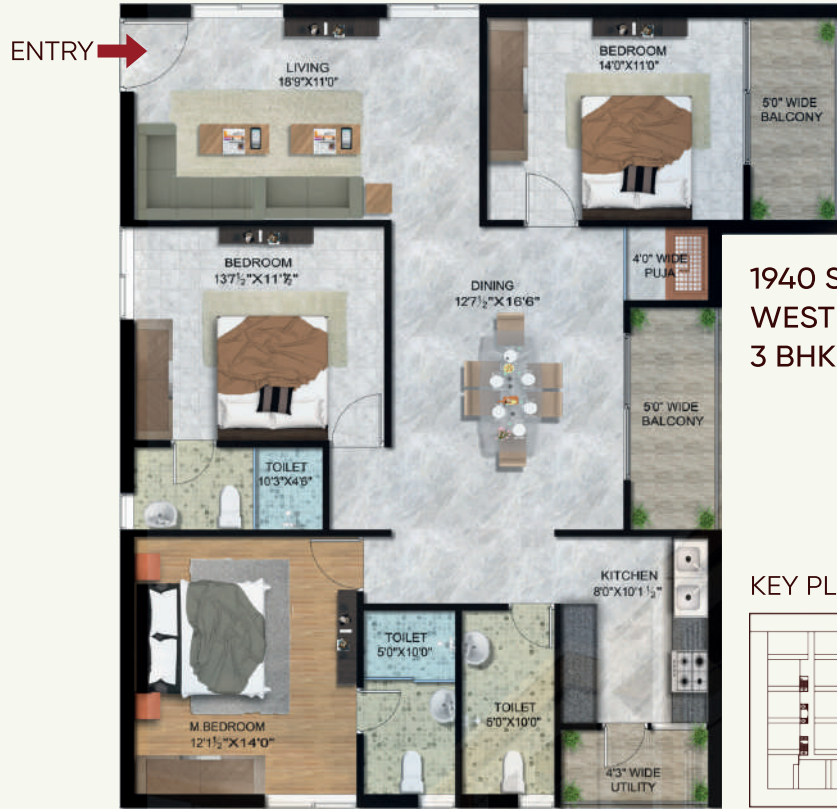 ENTRY
LIVING
18'9"X11'0"
BEDROOM
14'0"X11'0"
5'0" WIDE
BALCONY
BEDROOM
13'7½"X11'½"
DINING
12'7½"X16'6"
4'0" WIDE
PUJA
1940 S
WEST
3 BHK
5'0" WIDE
BALCONY
TOILET
10'3"X4'6"
KITCHEN
8'0"X10'1½"
KEY PL
TOILET
5'0"X10'0"
TOILET
5'0"X10'0"
M.BEDROOM
12'1½"X14'0"
4'3" WIDE
UTILITY